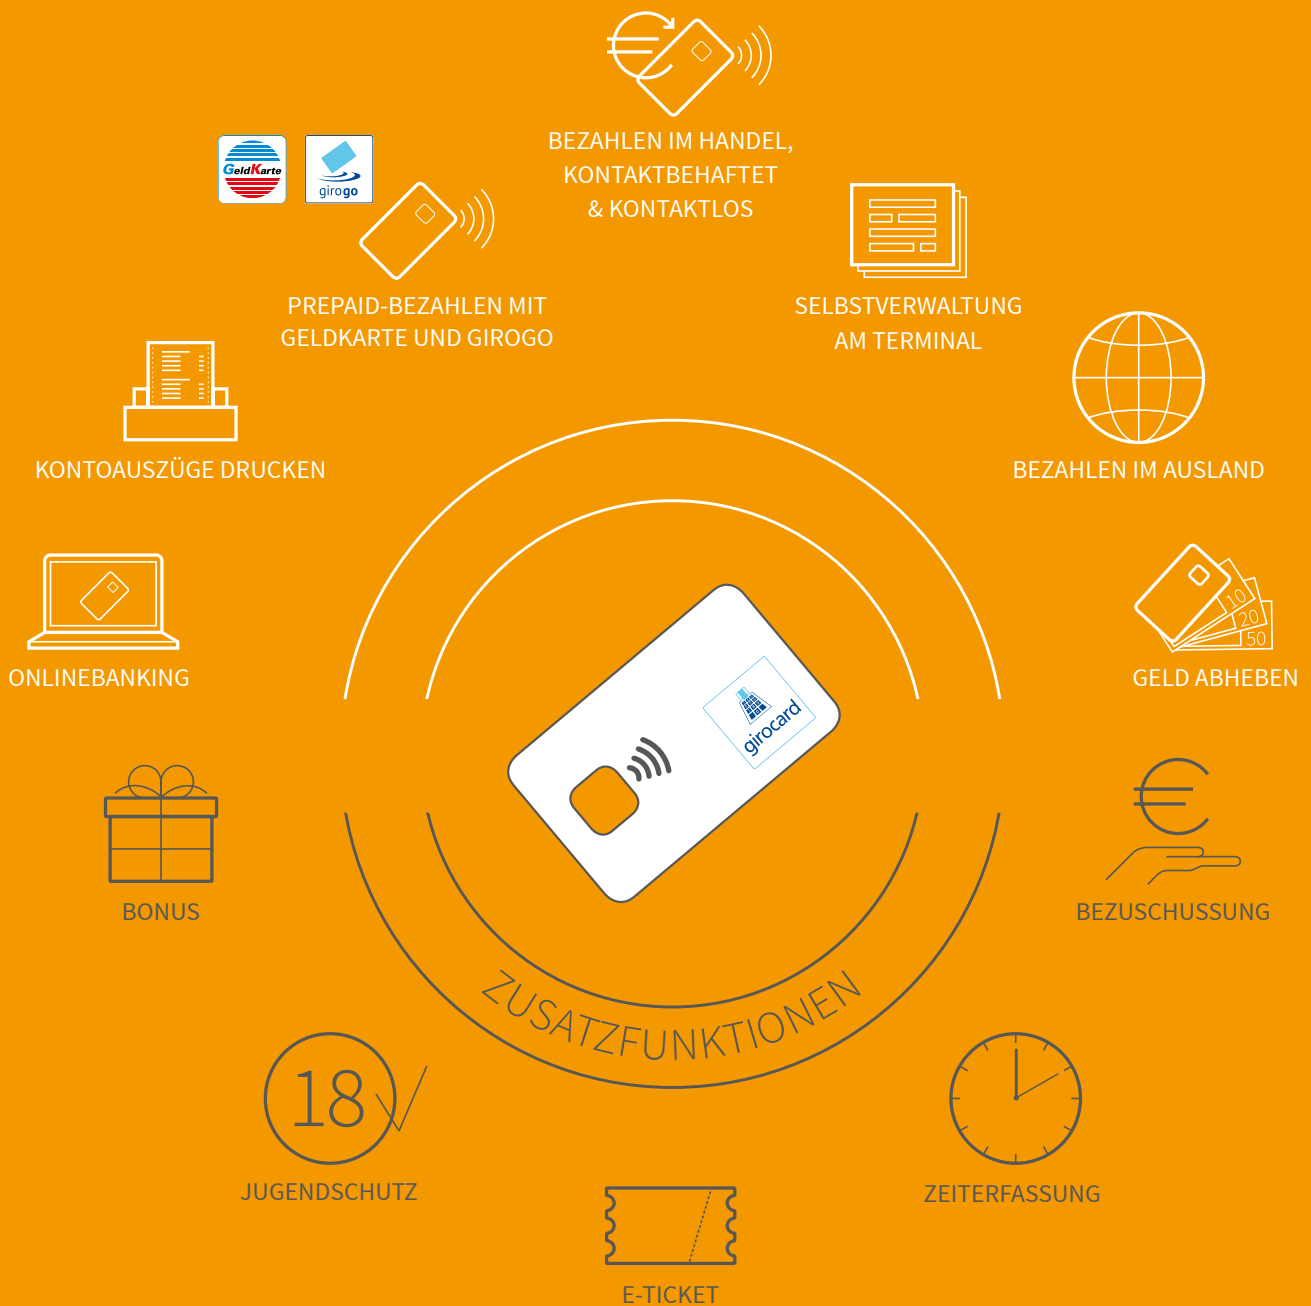 BEZAHLEN IM HANDEL,
KONTAKTBEHAFTET
& KONTAKTLOS
GeldKarte
girogo
PREPAID-BEZAHLEN MIT
GELDKARTE UND GIROGO
SELBSTVERWALTUNG
AM TERMINAL
KONTOAUSZÜGE DRUCKEN
BEZAHLEN IM AUSLAND
ONLINEBANKING
10
20
50
GELD ABHEBEN
girocard
BONUS
BEZUSCHUSSUNG
ZUSATZFUNKTIONEN
18
JUGENDSCHUTZ
ZEITERFASSUNG
E-TICKET